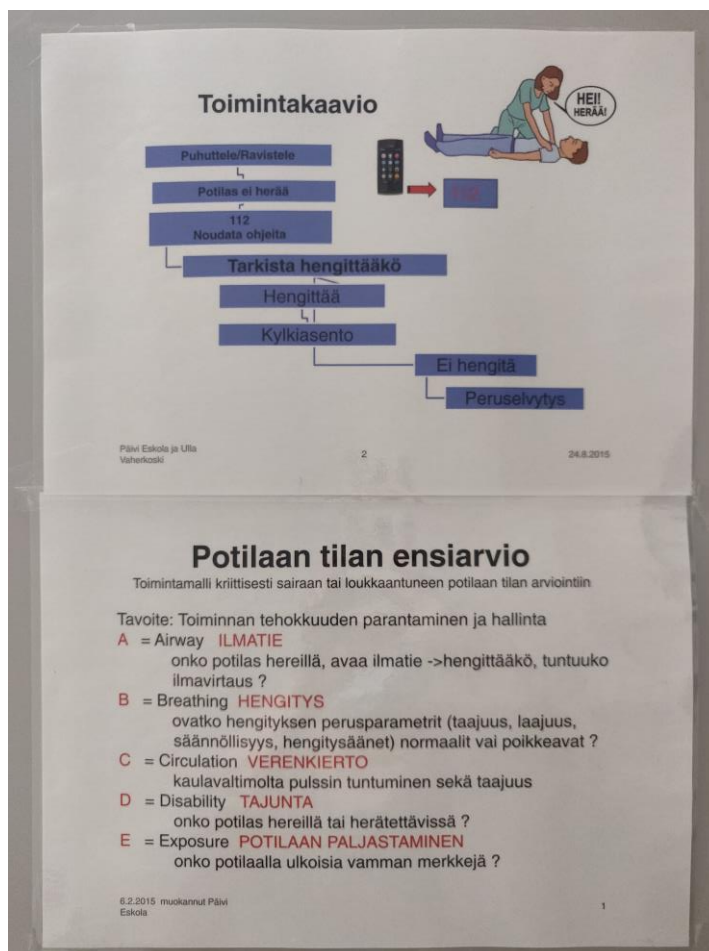 Toimintakaavio
HEI!
HERÄÄ!
Puhuttele/Ravistele
Potilas ei herää
112
Noudata ohjeita
112
Tarkista hengittääkö
Hengittää
Kylkiasento
Ei hengitä
Peruselvytys
Päivi Eskola ja Ulla
Vaherkoski
2
24.8.2015
Potilaan tilan ensiarvio
Toimintamalli kriittisesti sairaan tai loukkaantuneen potilaan tilan arviointiin
Tavoite: Toiminnan tehokkuuden parantaminen ja hallinta
A = Airway ILMATIE
onko potilas hereillä, avaa ilmatie ->hengittääkö, tuntuuko
ilmavirtaus ?
B = Breathing HENGITYS
ovatko hengityksen perusparametrit (taajuus, laajuus,
säännöllisyys, hengitysäänet) normaalit vai poikkeavat ?
C = Circulation VERENKIERTO
kaulavaltimolta pulssin tuntuminen sekä taajuus
D = Disability TAJUNTA
onko potilas hereillä tai herätettävissä ?
E = Exposure POTILAAN PALJASTAMINEN
onko potilaalla ulkoisia vamman merkkejä ?
6.2.2015 muokannut Päivi
Eskola
1